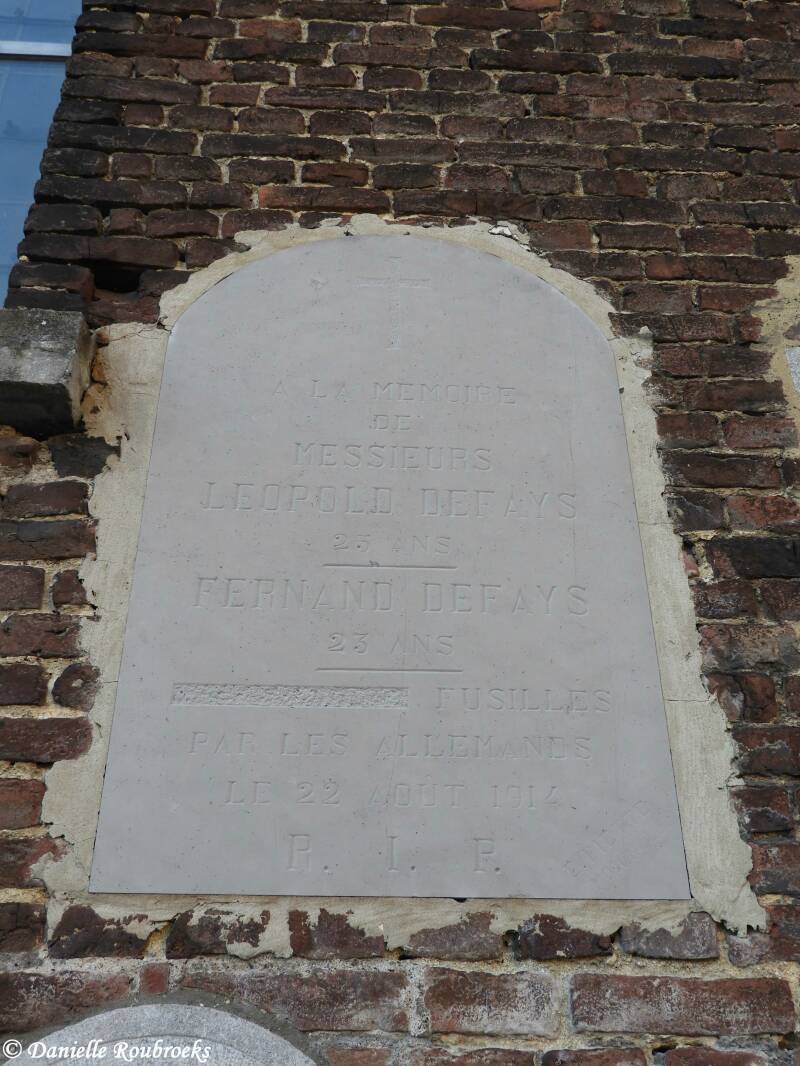 A LA MEMOIRE
DE
MESSIEURS
LEOPOLD DEFAYS
25 ANS
FERNAND DEFAYS
23 ANS
FUSILLES
PAR LES ALLEMANDS
LE 22 AOUT 1914
R. I. P.
© Danielle Roubroeks